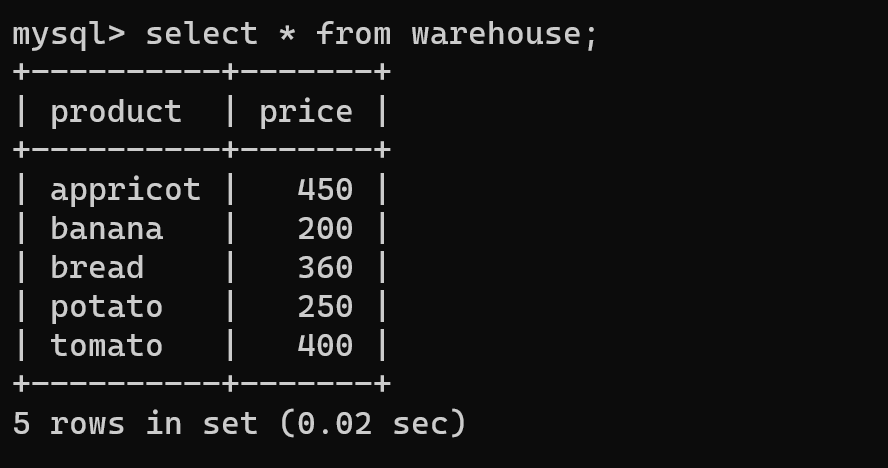 mysql> select * from warehouse;
+----------+-------+
| product  | price |
+----------+-------+
| appricot |   450 |
| banana   |   200 |
| bread    |   360 |
| potato   |   250 |
| tomato   |   400 |
+----------+-------+
5 rows in set (0.02 sec)